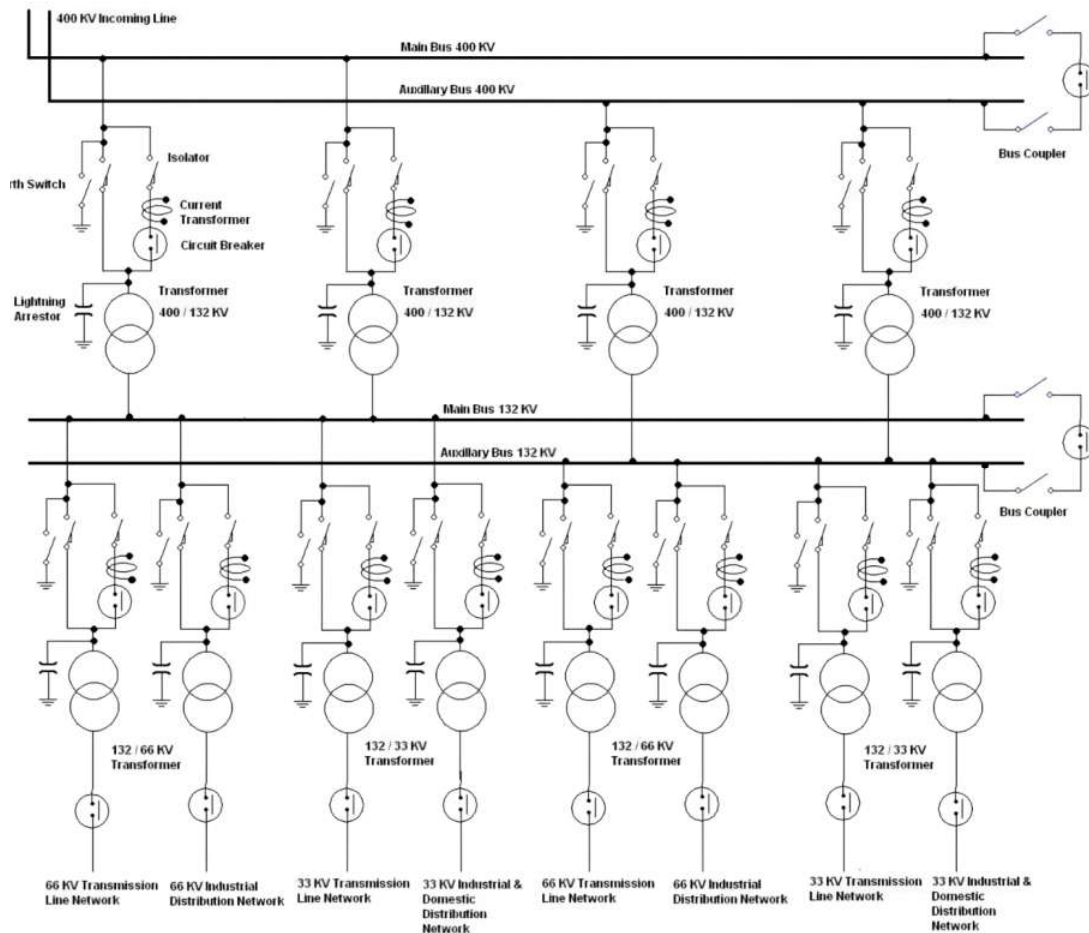 400 KV Incoming Line
Main Bus 400 KV
Auxillary Bus 400 KV
Bus Coupler
Isolator
rth Switch
Current
Transformer
Circuit Breaker
Lightning
Arrestor
Transformer
400 / 132 KV
Transformer
400 / 132 KV
Transformer
400 / 132 KV
Transformer
400 / 132 KV
Main Bus 132 KV
Auxillary Bus 132 KV
Bus Coupler
132 / 66 KV
Transformer
132 / 33 KV
Transformer
132 / 66 KV
Transformer
132 / 33 KV
Transformer
66 KV Transmission
Line Network
66 KV Industrial
Distribution Network
33 KV Transmission
Line Network
33 KV Industrial &
Domestic
Distribution
Network
66 KV Transmission
Line Network
66 KV Industrial
Distribution Network
33 KV Transmission
Line Network
33 KV Industrial &
Domestic
Distribution
Network